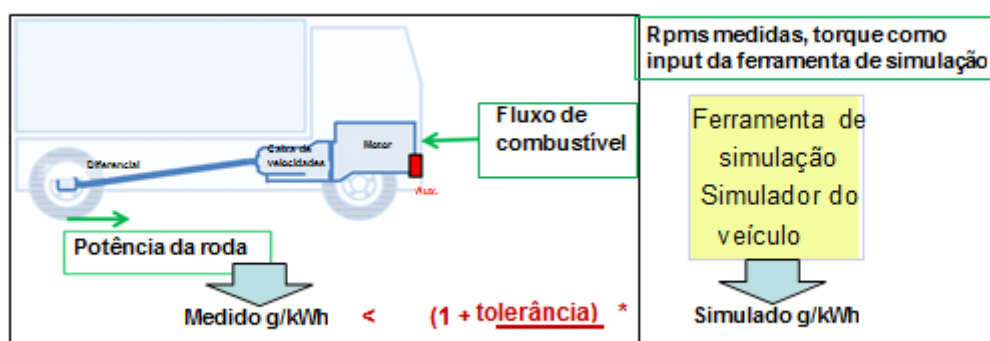 Rpms medidas, torque como
input da ferramenta de simulação
Fluxo de
combustível
Ferramenta de
simulação
Simulador do
veículo
Motor
Caixa de
velocidades
Diferencial
Aux.
Potência da roda
Medido g/kWh < (1 + tolerância) * Simulado g/kWh